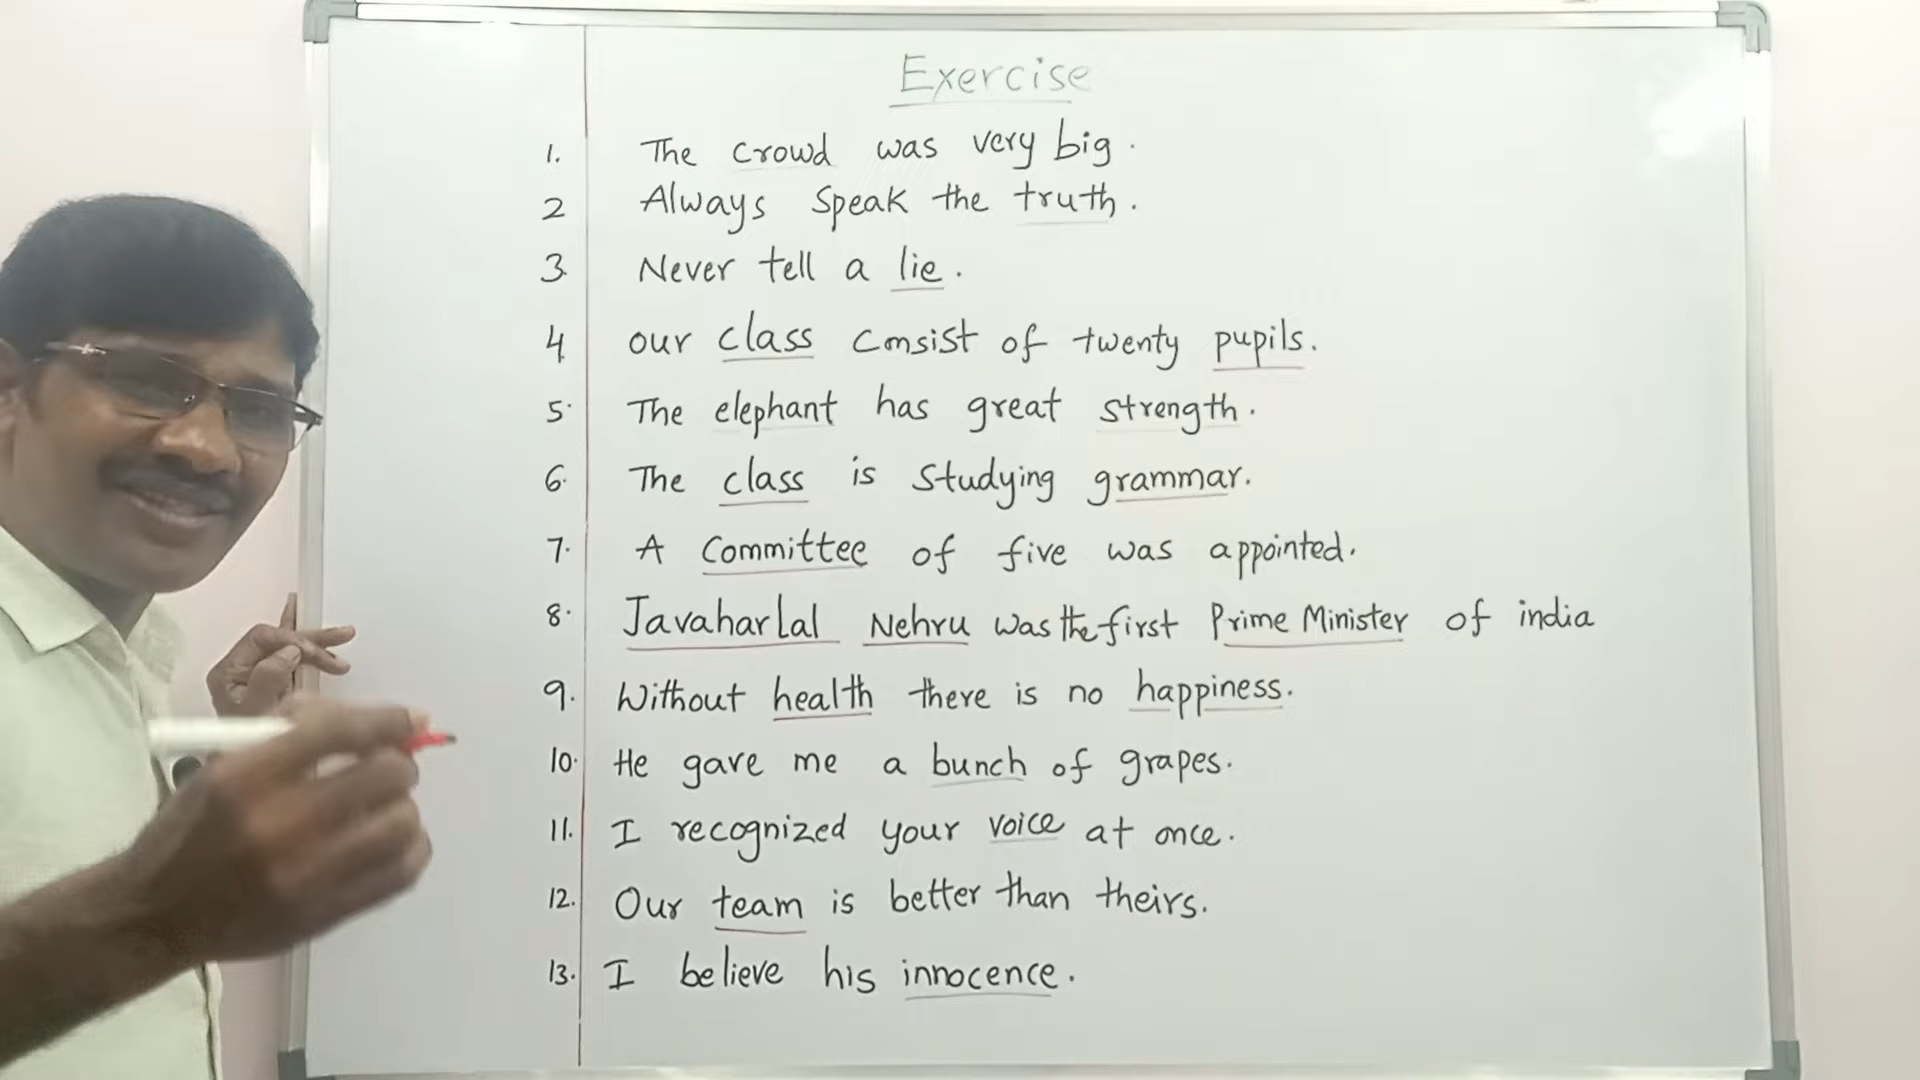 Exercise
1. The crowd was very big.
2 Always Speak the truth.
3. Never tell a lie.
4 our class consist of twenty pupils.
5. The elephant has great strength.
6. The class is studying grammar.
7. A Committee of five was appointed.
8. Javaharlal Nehru was the first Prime Minister of india
9. Without health there is no happiness.
10. He gave me a bunch of grapes.
11. I recognized your voice at once.
12. Our team is better than theirs.
13. I believe his innocence.